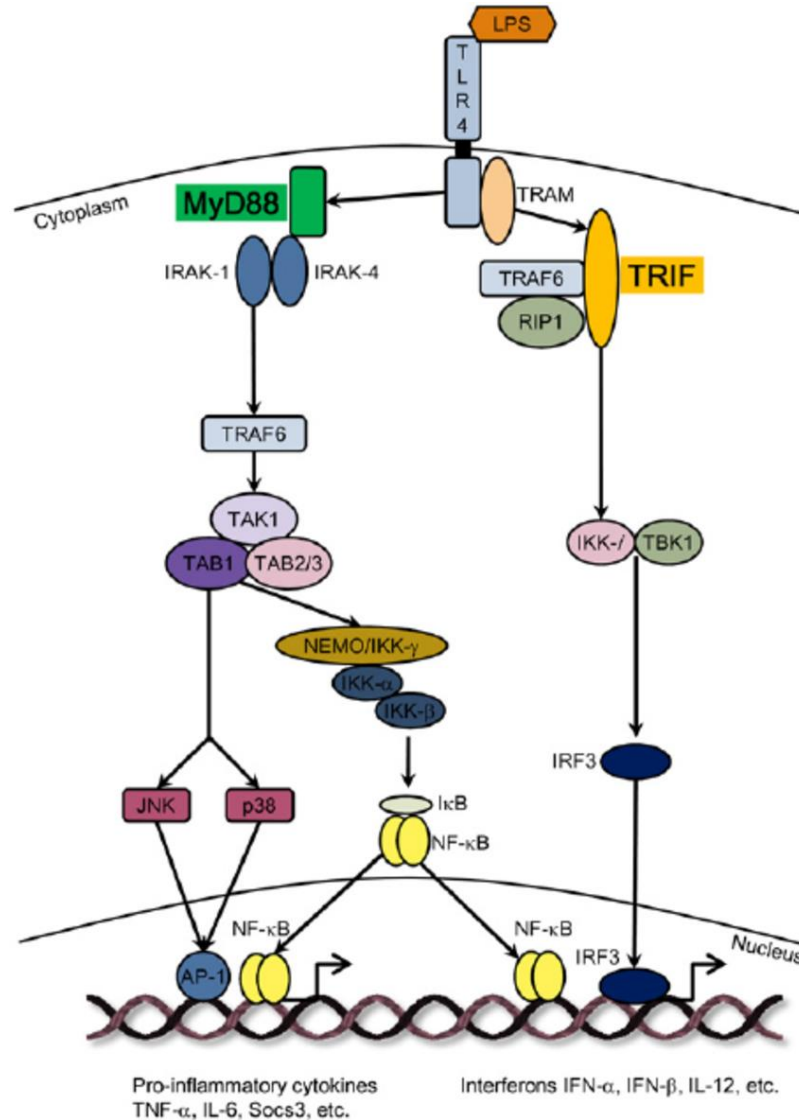 LPS
T
L
R
4
Cytoplasm
MyD88
TRAM
IRAK-1
IRAK-4
TRAF6
TRIF
RIP1
TRAF6
TAK1
TAB1
TAB2/3
IKK-/
TBK1
NEMO/IKK-γ
IKK-α
IKK-β
JNK
p38
IRF3
IκB
NF-κB
NF-κB
NF-κB
Nucleus
IRF3
AP-1
Pro-inflammatory cytokines
TNF-α, IL-6, Socs3, etc.
Interferons IFN-α, IFN-β, IL-12, etc.